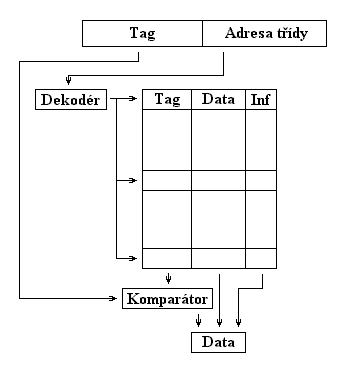 Tag Adresa třídy
Dekodér
Tag Data Inf
Komparátor
Data